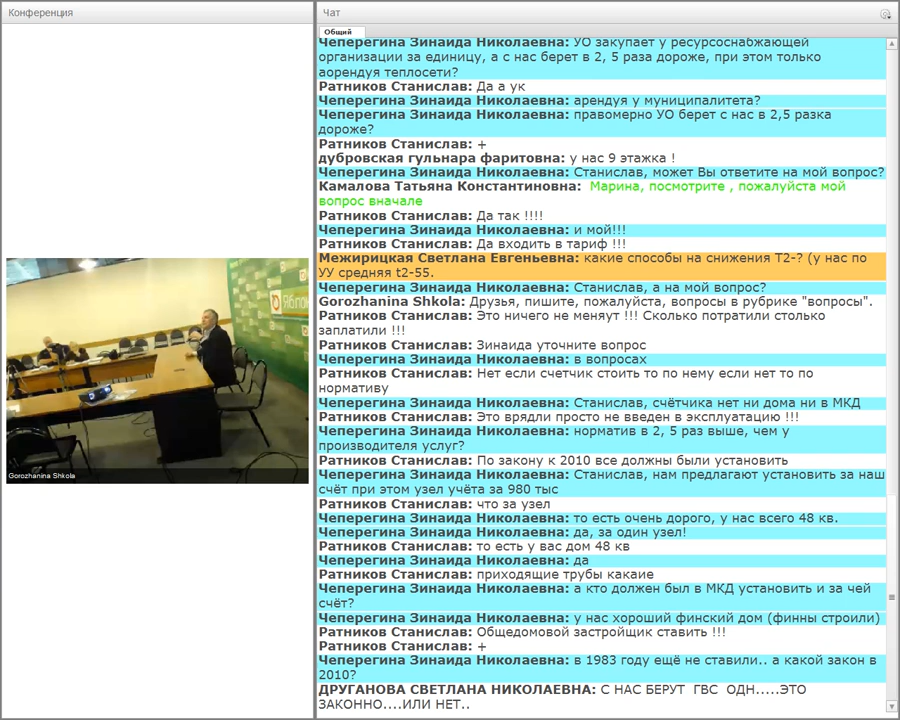 Конференция
Чат
Общий
Чеперегина Зинаида Николаевна: УО закупает у ресурсоснабжающей
организации за единицу, а с нас берет в 2, 5 раза дороже, при этом только
аорендуя теплосети?
Ратников Станислав: Да а ук
Чеперегина Зинаида Николаевна: арендуя у муниципалитета?
Чеперегина Зинаида Николаевна: правомерно УО берет с нас в 2,5 разка
дороже?
Ратников Станислав: +
дубровская гульнара фаритовна: у нас 9 этажка !
Чеперегина Зинаида Николаевна: Станислав, может Вы ответите на мой вопрос?
Камалова Татьяна Константиновна: Марина, посмотрите , пожалуйста мой
вопрос вначале
Ратников Станислав: Да так !!!!
Чеперегина Зинаида Николаевна: и мой!!!
Ратников Станислав: Да входить в тариф !!!
Межирицкая Светлана Евгеньевна: какие способы на снижения Т2-? (у нас по
УУ средняя t2-55.
Чеперегина Зинаида Николаевна: Станислав, а на мой вопрос?
Gorozhanina Shkola: Друзья, пишите, пожалуйста, вопросы в рубрике "вопросы".
Ратников Станислав: Это ничего не меняут !!! Сколько потратили столько
заплатили !!!
Ратников Станислав: Зинаида уточните вопрос
Чеперегина Зинаида Николаевна: в вопросах
Ратников Станислав: Нет если счетчик стоить то по нему если нет то по
нормативу
Чеперегина Зинаида Николаевна: Станислав, счётчика нет ни дома ни в МКД
Ратников Станислав: Это врядли просто не введен в эксплуатацию !!!
Чеперегина Зинаида Николаевна: норматив в 2, 5 раз выше, чем у
производителя услуг?
Ратников Станислав: По закону к 2010 все должны были установить
Чеперегина Зинаида Николаевна: Станислав, нам предлагают установить за наш
счёт при этом узел учёта за 980 тыс
Ратников Станислав: что за узел
Чеперегина Зинаида Николаевна: то есть очень дорого, у нас всего 48 кв.
Чеперегина Зинаида Николаевна: да, за один узел!
Ратников Станислав: то есть у вас дом 48 кв
Чеперегина Зинаида Николаевна: да
Ратников Станислав: приходящие трубы какаие
Чеперегина Зинаида Николаевна: а кто должен был в МКД установить и за чей
счёт?
Чеперегина Зинаида Николаевна: у нас хороший финский дом (финны строили)
Ратников Станислав: Общедомовой застройщик ставить !!!
Ратников Станислав: +
Чеперегина Зинаида Николаевна: в 1983 году ещё не ставили.. а какой закон в
2010?
ДРУГАНОВА СВЕТЛАНА НИКОЛАЕВНА: С НАС БЕРУТ ГВС ОДН.....ЭТО
ЗАКОННО....ИЛИ НЕТ..
Gorozhanina Shkola